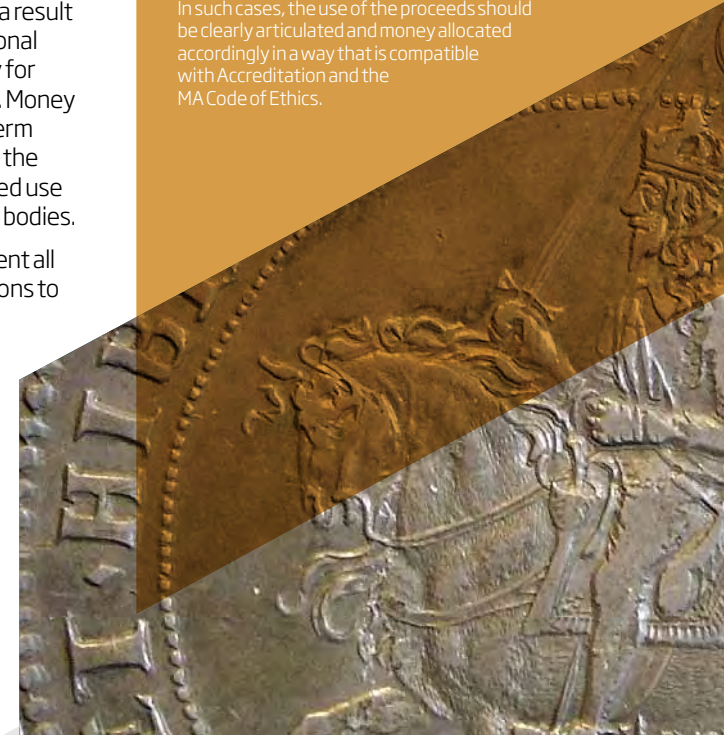 a result
onal
for
. Money
erm
the
ed use
bodies.
ent all
ons to
In such cases, the use of the proceeds should
be clearly articulated and money allocated
accordingly in a way that is compatible
with Accreditation and the
MA Code of Ethics.
HIB